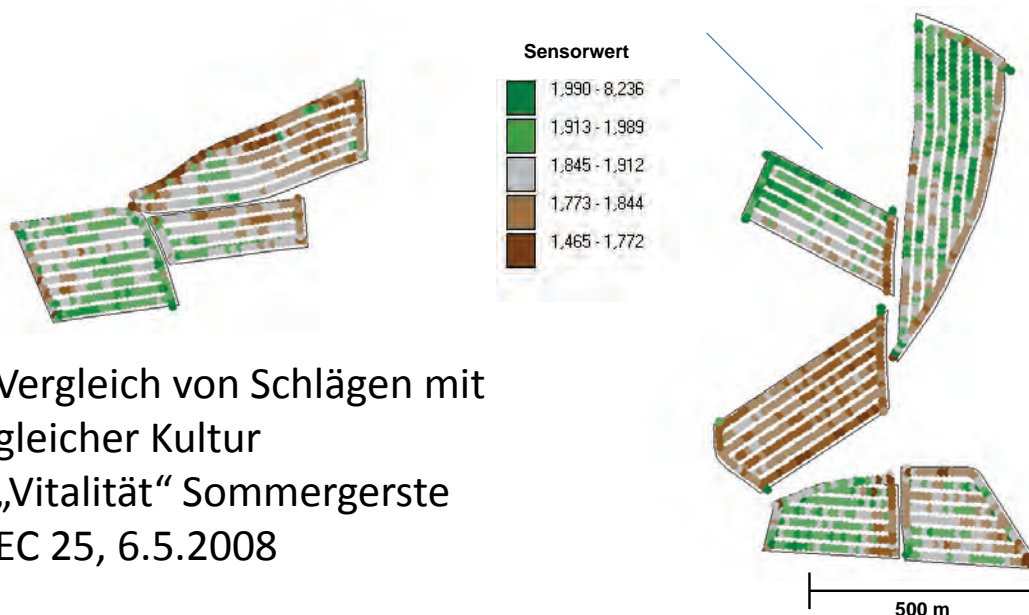 Sensorwert
1,990 - 8,236
1,913 - 1,989
1,845 - 1,912
1,773 - 1,844
1,465 - 1,772
Vergleich von Schlägen mit
gleicher Kultur
„Vitalität“ Sommergerste
EC 25, 6.5.2008
500 m